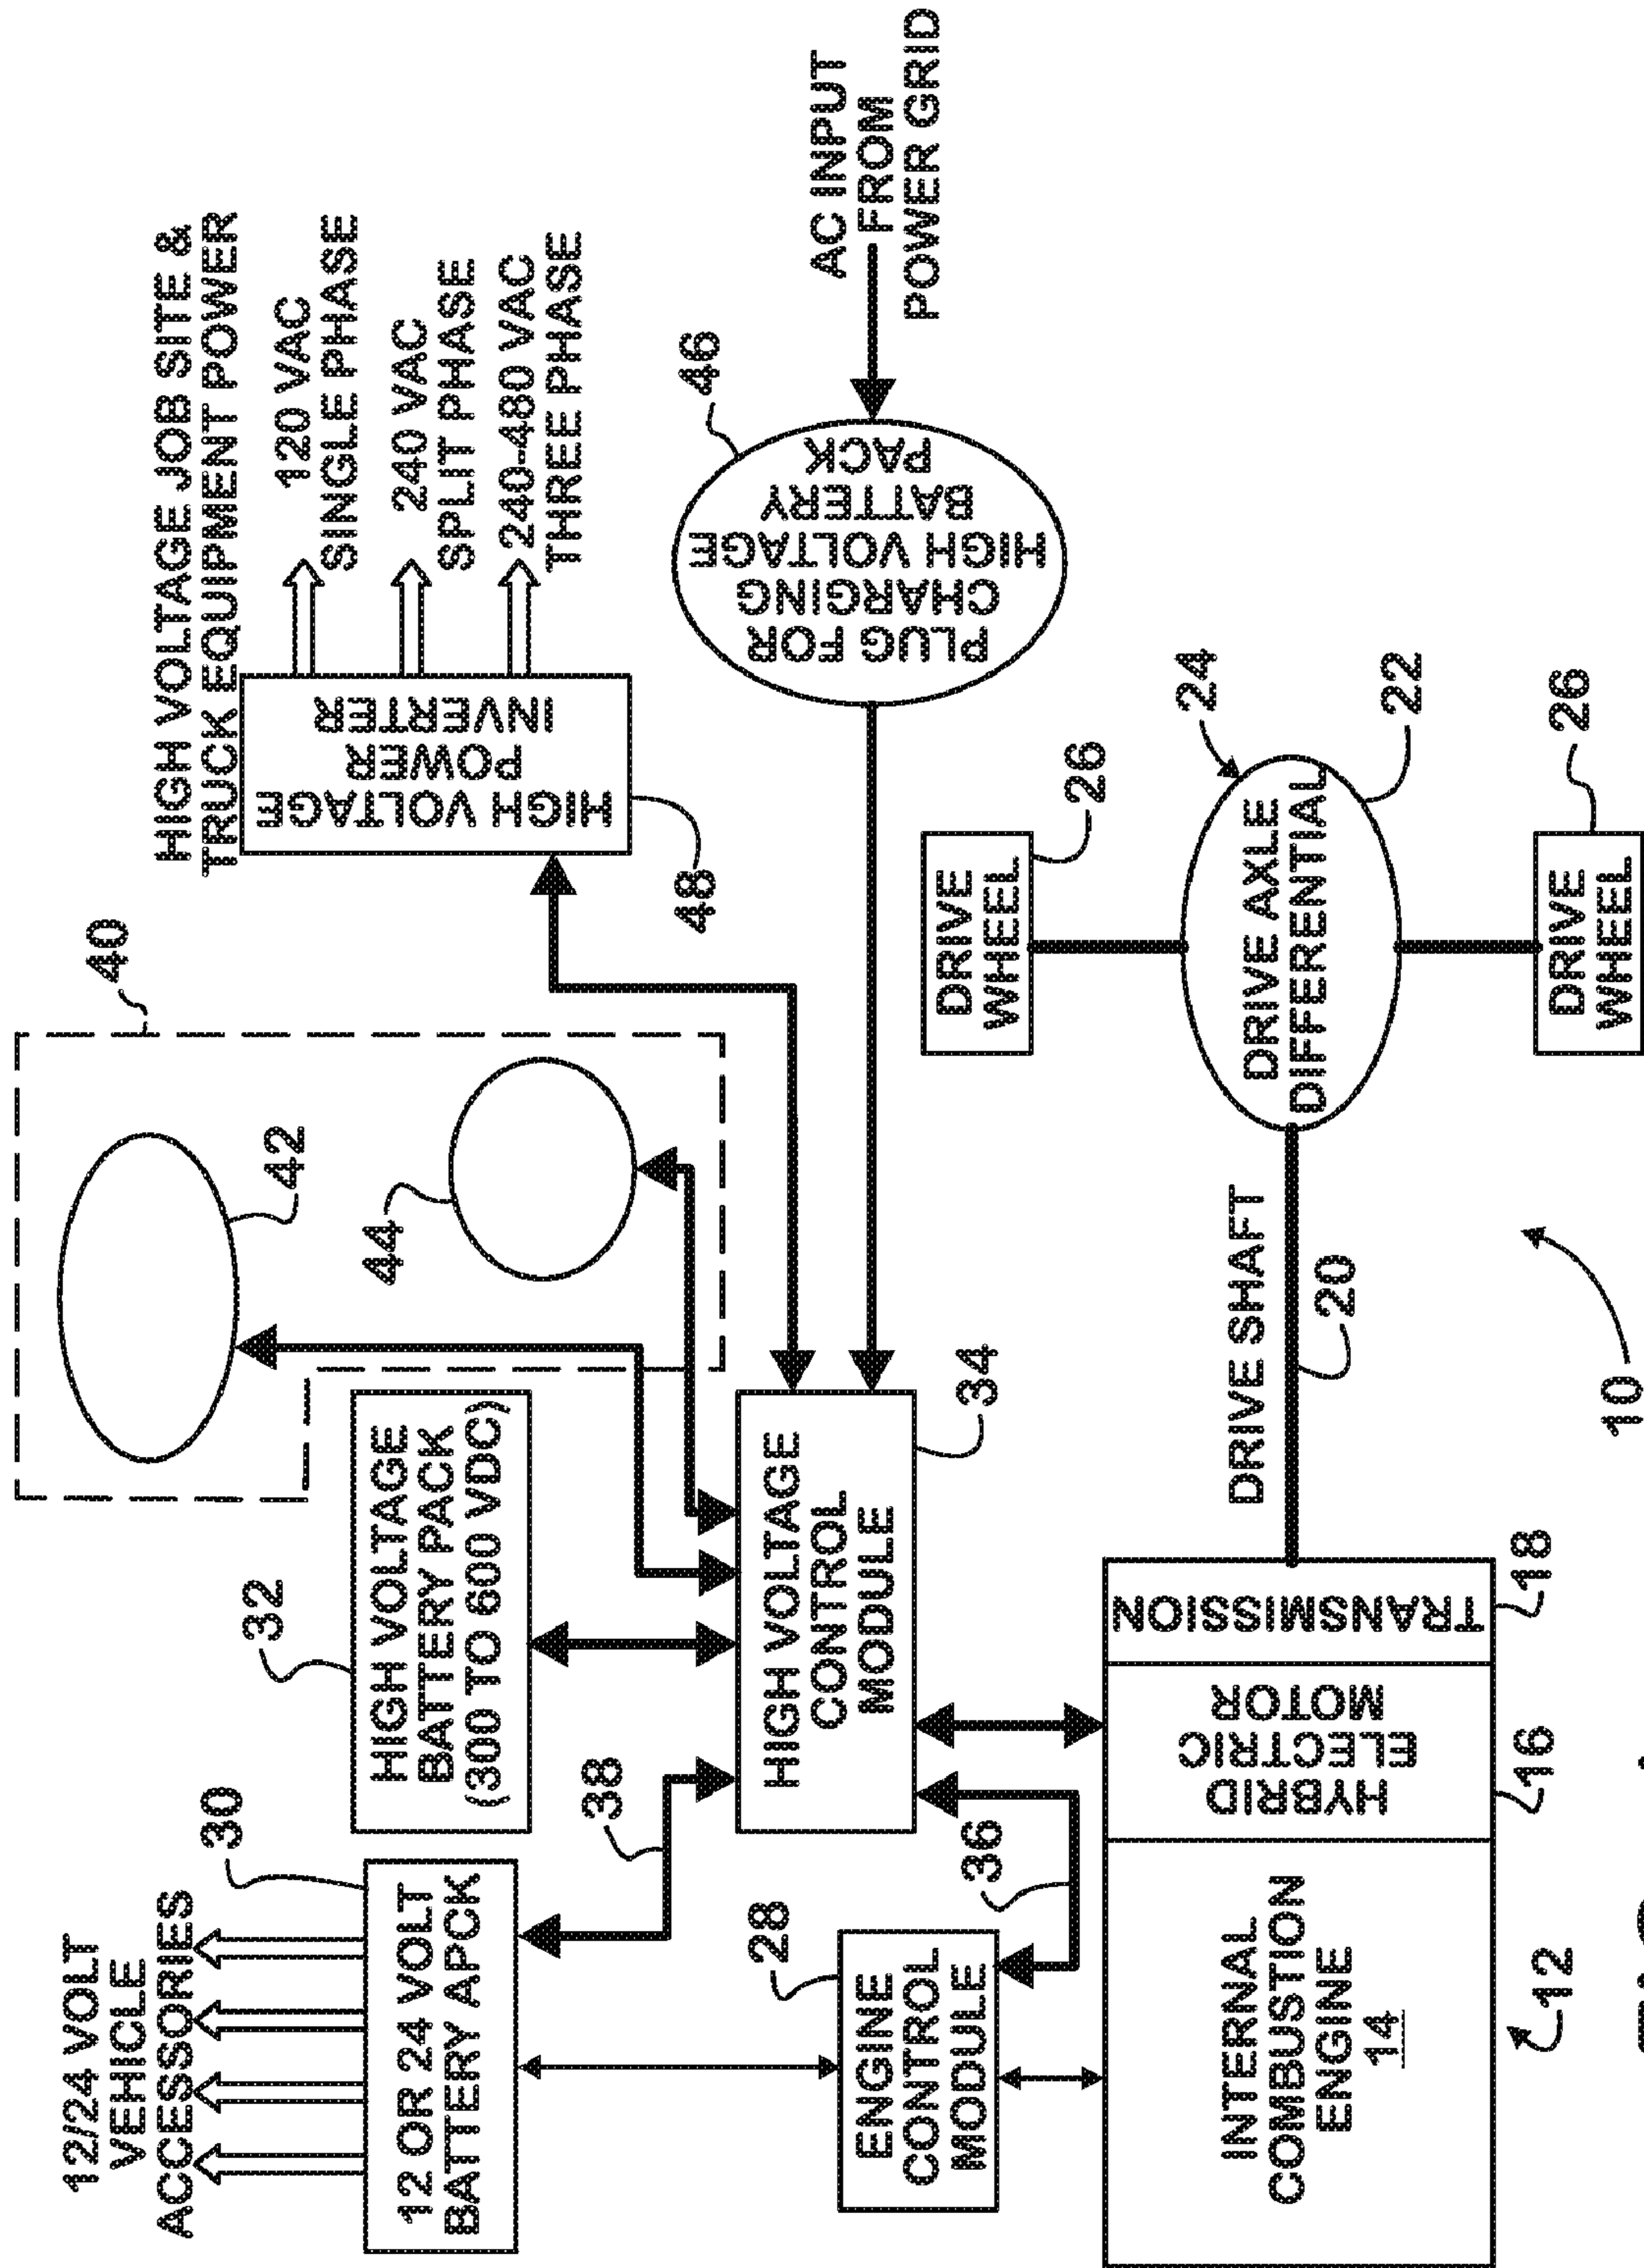 12/24 VOLT
VEHICLE
ACCESSORIES
30
12 OR 24 VOLT
BATTERY APCK
32
HIGH VOLTAGE
BATTERY PACK
(300 TO 600 VDC)
38
40
42
44
HIGH VOLTAGE JOB SITE &
TRUCK EQUIPMENT POWER
120 VAC
SINGLE PHASE
240 VAC
SPLIT PHASE
240-480 VAC
THREE PHASE
HIGH VOLTAGE
POWER
INVERTER
48
46
PLUG FOR
CHARGING
HIGH VOLTAGE
BATTERY
PACK
AC INPUT
FROM
POWER GRID
28
ENGINE
CONTROL
MODULE
36
HIGH VOLTAGE
CONTROL
MODULE
34
INTERNAL
COMBUSTION
ENGINE
14
HYBRID
ELECTRIC
MOTOR
TRANSMISSION
12
16
18
DRIVE SHAFT
20
DRIVE
WHEEL
26
DRIVE AXLE
DIFFERENTIAL
24
22
DRIVE
WHEEL
26
10